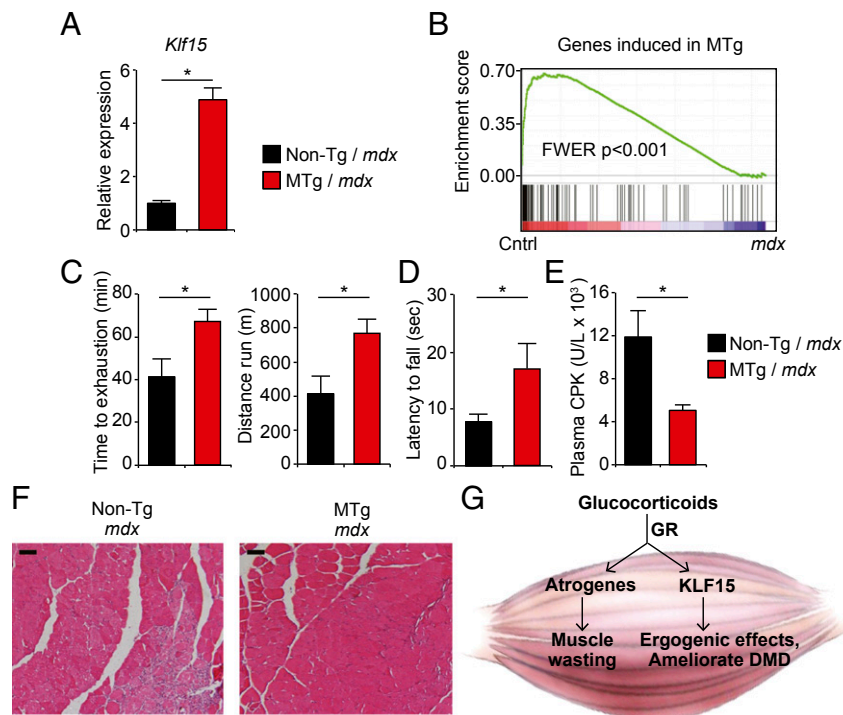 A
Klf15
Relative expression
6
4
2
0
*
Non-Tg / mdx
MTg / mdx
B
Genes induced in MTg
Enrichment score
0.70
0.35
0.00
FWER p<0.001
Cntrl
mdx
C
Time to exhaustion (min)
80
60
40
20
0
*
Distance run (m)
1000
800
600
400
200
0
*
D
Latency to fall (sec)
30
20
10
0
*
E
Plasma CPK (U/L x 10³)
16
12
8
4
0
*
Non-Tg / mdx
MTg / mdx
F
Non-Tg
mdx
MTg
mdx
G
Glucocorticoids
GR
Atrogenes
KLF15
Muscle
wasting
Ergogenic effects,
Ameliorate DMD